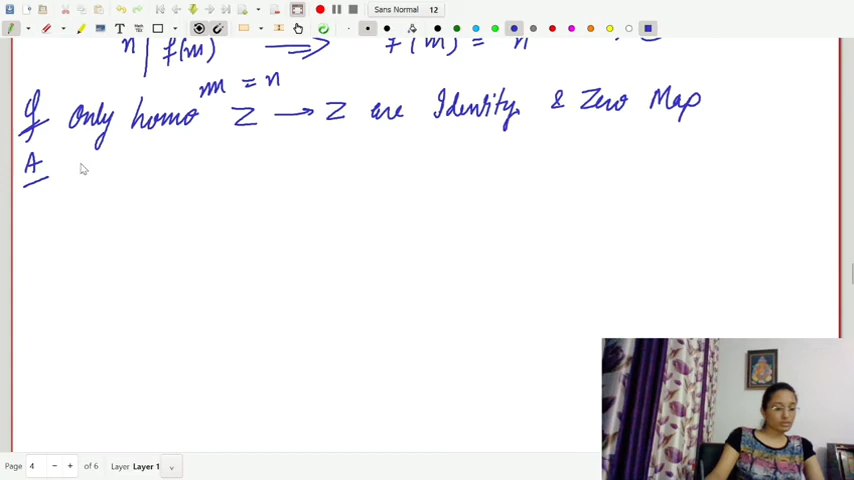 Sans Normal 12
n | f(m) ⟹ f(m) = n
m = n
Q Only homo Z → Z are Identity & Zero Map
A
Page 4 − + of 6 Layer Layer 1